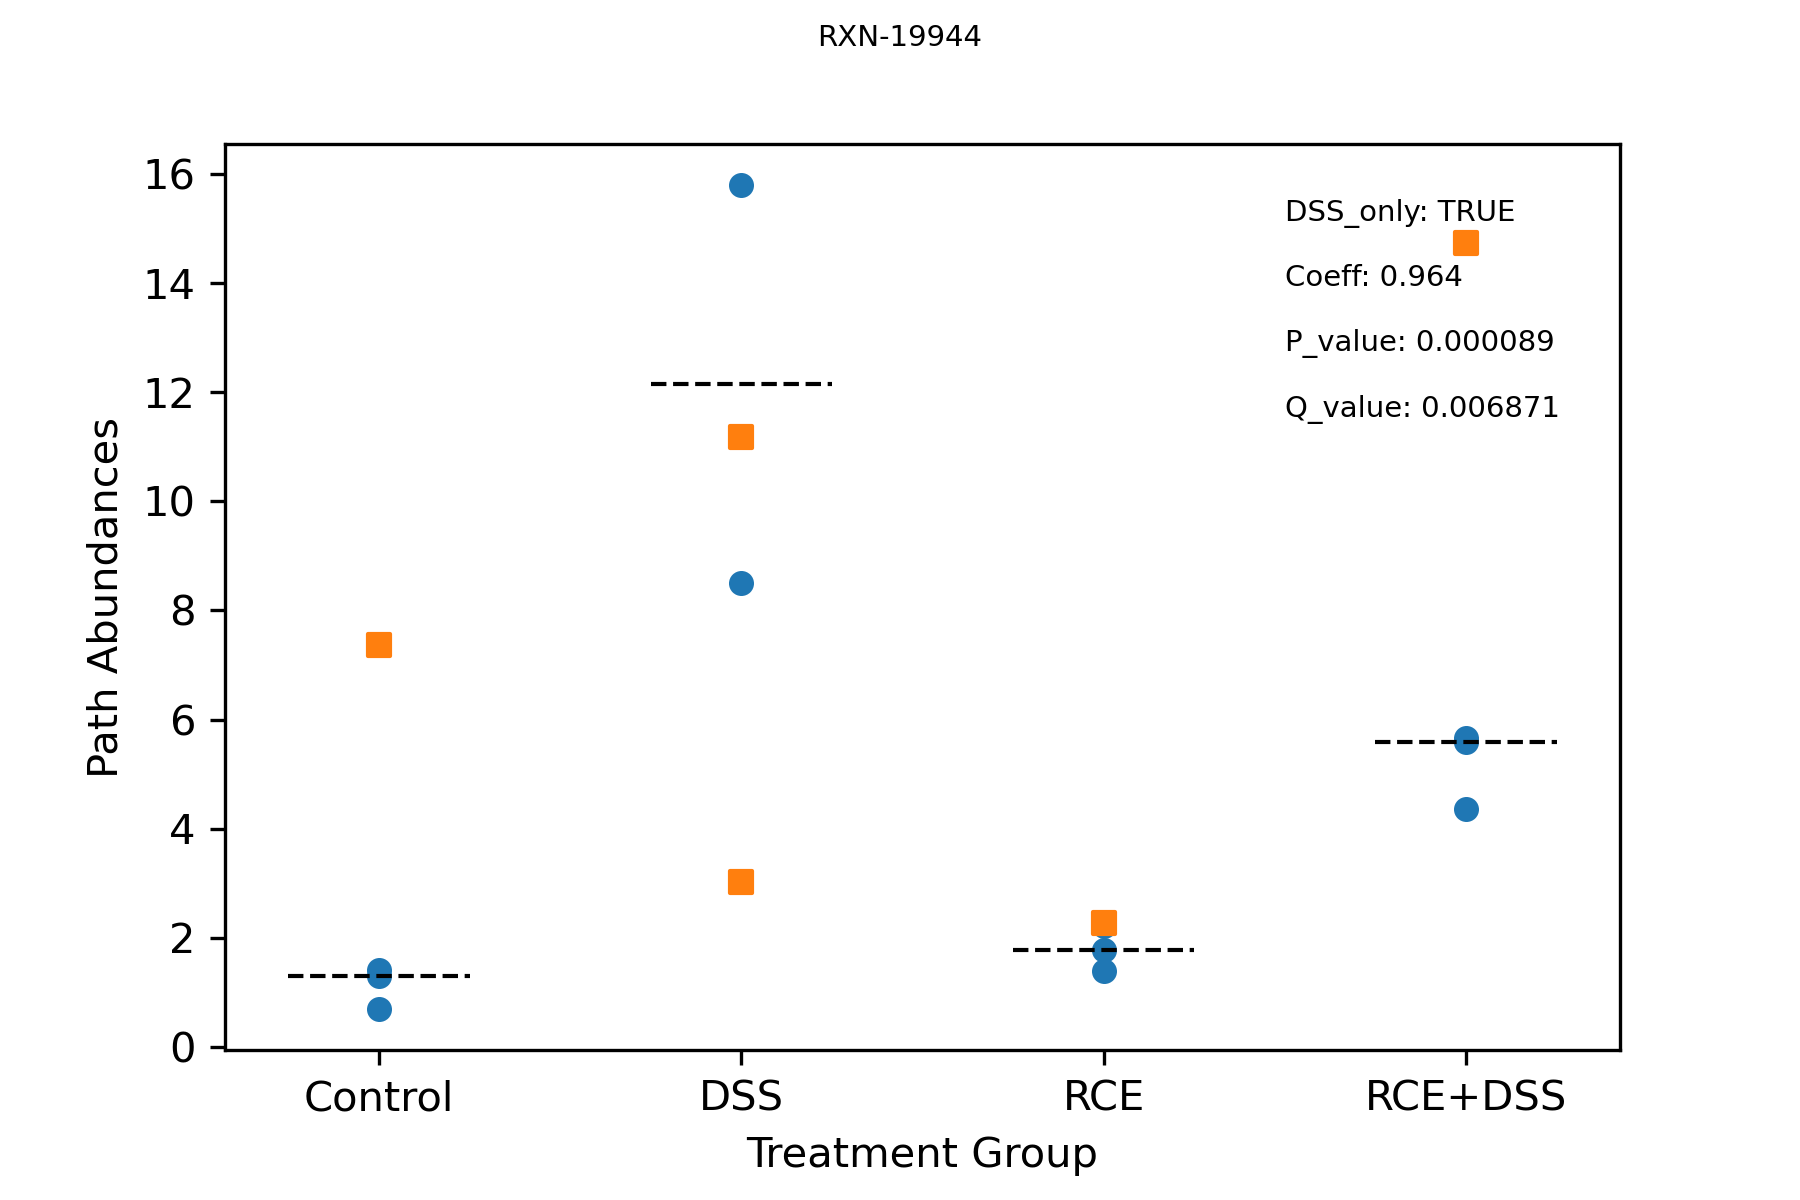 RXN-19944
DSS_only: TRUE
Coeff: 0.964
P_value: 0.000089
Q_value: 0.006871
Path Abundances
16
14
12
10
8
6
4
2
0
Control DSS RCE RCE+DSS
Treatment Group